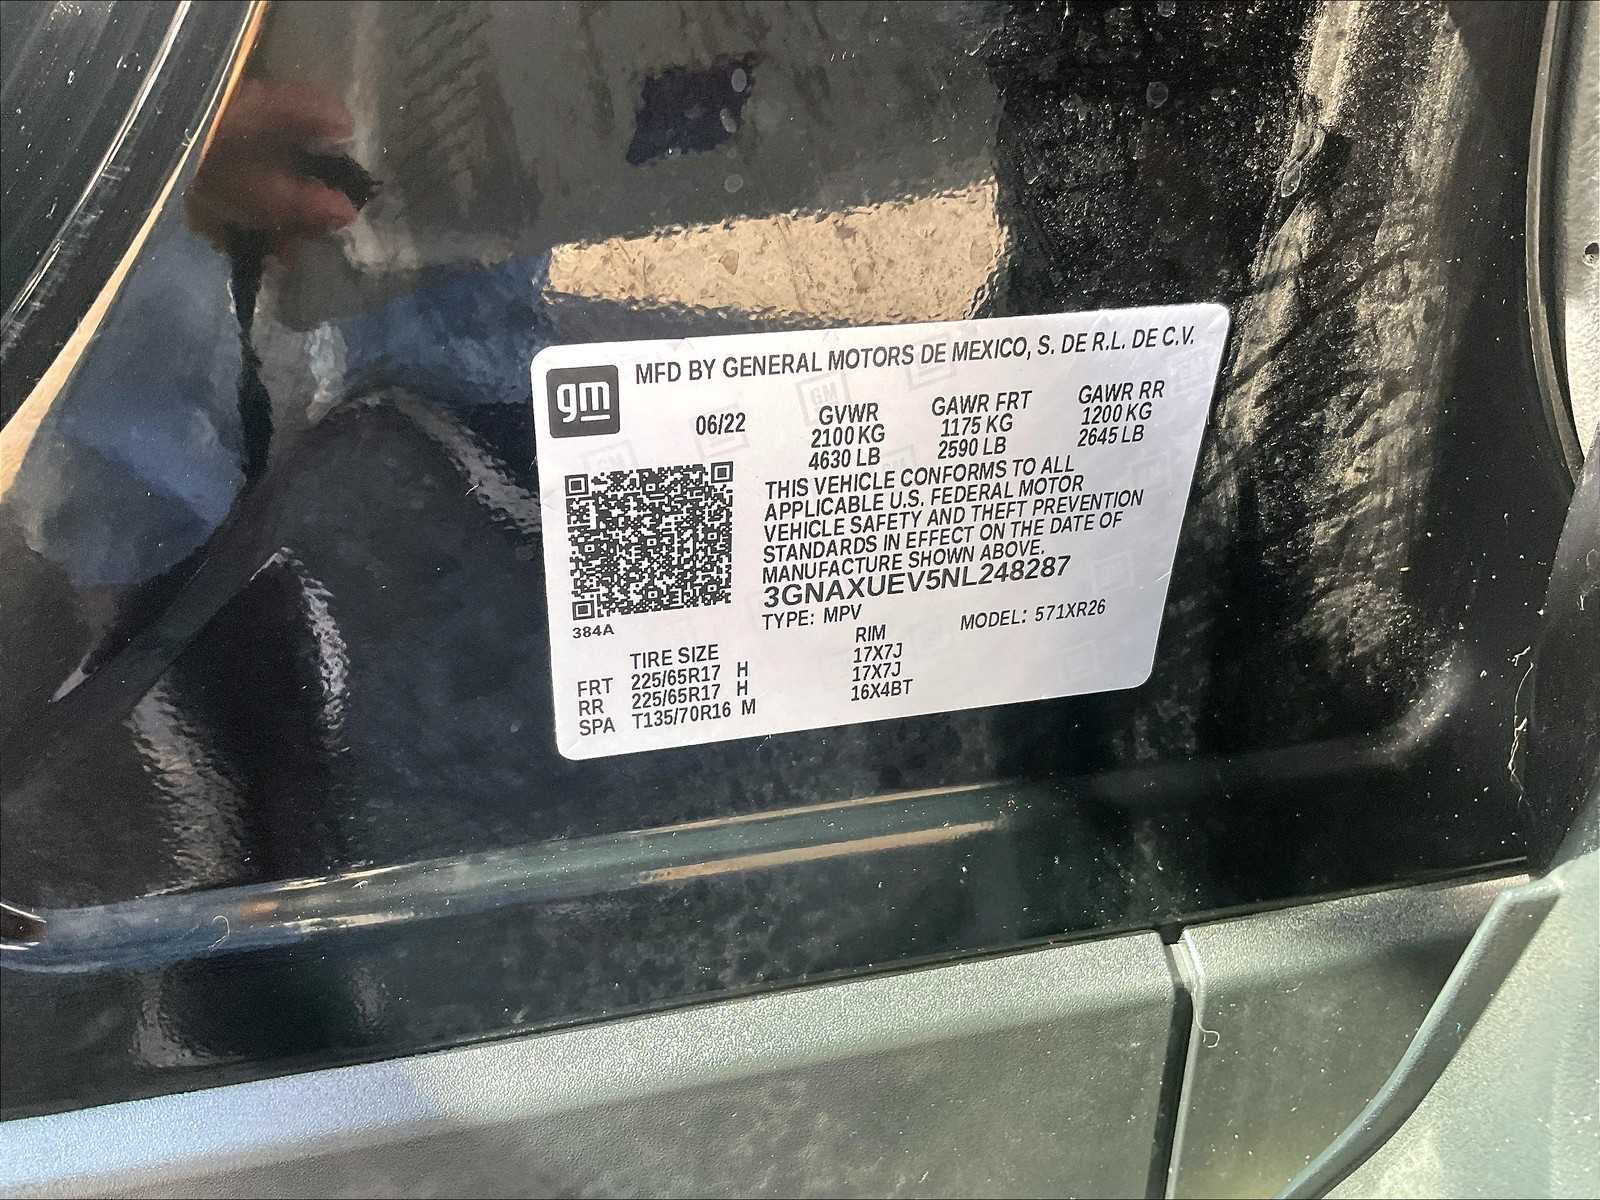 MFD BY GENERAL MOTORS DE MEXICO, S. DE R.L. DE C.V.
gm
06/22
GVWR GAWR FRT GAWR RR
2100 KG 1175 KG 1200 KG
4630 LB 2590 LB 2645 LB
THIS VEHICLE CONFORMS TO ALL
APPLICABLE U.S. FEDERAL MOTOR
VEHICLE SAFETY AND THEFT PREVENTION
STANDARDS IN EFFECT ON THE DATE OF
MANUFACTURE SHOWN ABOVE.
3GNAXUEV5NL248287
TYPE: MPV MODEL: 571XR26
384A
TIRE SIZE RIM
FRT 225/65R17 H 17X7J
RR 225/65R17 H 17X7J
SPA T135/70R16 M 16X4BT